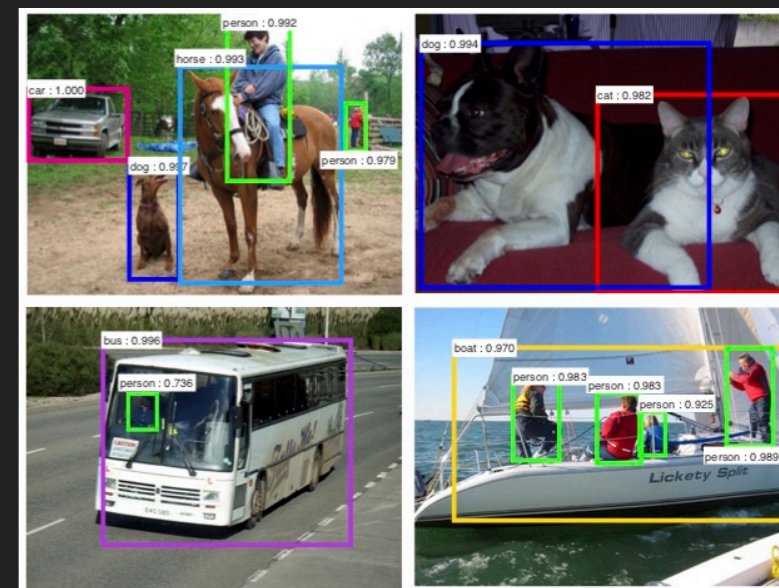 person : 0.992
horse : 0.993
car : 1.000
person : 0.979
dog : 0.997
dog : 0.994
cat : 0.982
bus : 0.996
person : 0.736
CAUTION
boat : 0.970
person : 0.983
person : 0.983
person : 0.925
person : 0.989
Lickety Split